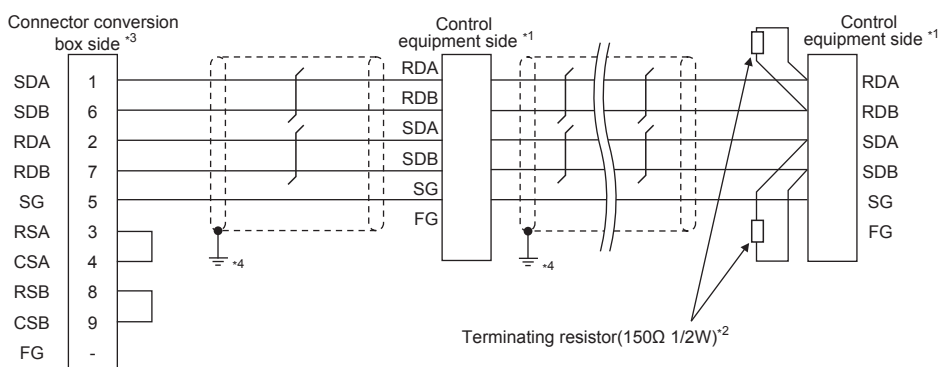 Connector conversion
box side *3
Control
equipment side *1
Control
equipment side *1
SDA 1 RDA RDA
SDB 6 RDB RDB
RDA 2 SDA SDA
RDB 7 SDB SDB
SG 5 SG SG
RSA 3 FG FG
CSA 4 *4 *4
RSB 8
CSB 9
FG -
Terminating resistor(150Ω 1/2W)*2